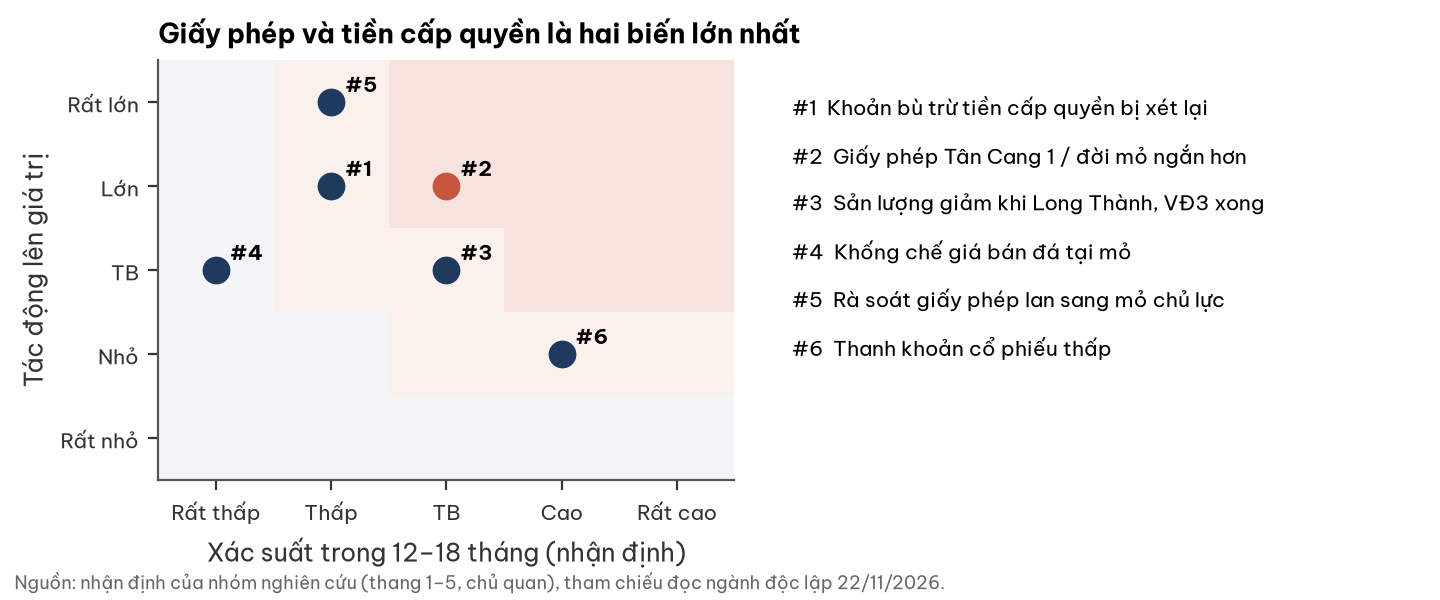 Giấy phép và tiền cấp quyền là hai biến lớn nhất
Tác động lên giá trị
Rất lớn
Lớn
TB
Nhỏ
Rất nhỏ
#5
#1
#2
#4
#3
#6
Rất thấp
Thấp
TB
Cao
Rất cao
Xác suất trong 12–18 tháng (nhận định)
#1 Khoản bù trừ tiền cấp quyền bị xét lại
#2 Giấy phép Tân Cang 1 / đời mỏ ngắn hơn
#3 Sản lượng giảm khi Long Thành, VĐ3 xong
#4 Khống chế giá bán đá tại mỏ
#5 Rà soát giấy phép lan sang mỏ chủ lực
#6 Thanh khoản cổ phiếu thấp
Nguồn: nhận định của nhóm nghiên cứu (thang 1–5, chủ quan), tham chiếu đọc ngành độc lập 22/11/2026.